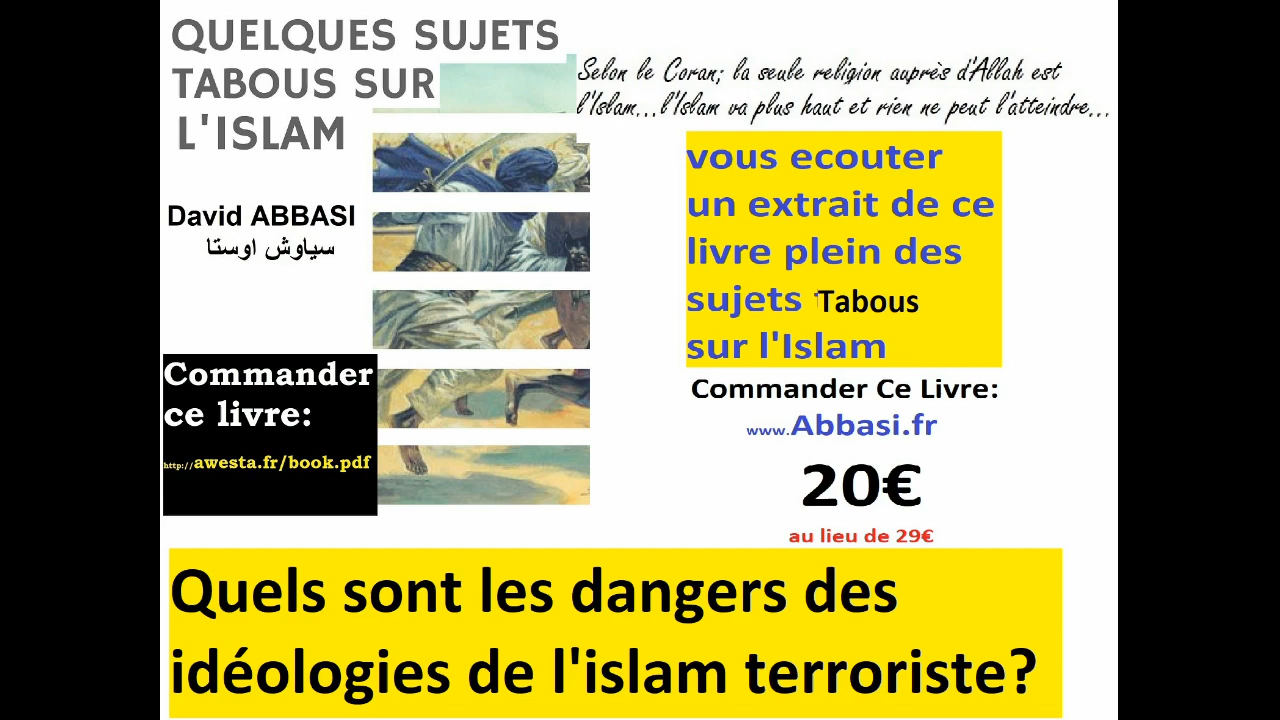 QUELQUES SUJETS
TABOUS SUR
L'ISLAM
Selon le Coran; la seule religion auprès d'Allah est
l'Islam...l'Islam va plus haut et rien ne peut l'atteindre...
David ABBASI
سیاوش اوستا
vous ecouter
un extrait de ce
livre plein des
sujets Tabous
sur l'Islam
Commander
ce livre:
http://awesta.fr/book.pdf
Commander Ce Livre:
www.Abbasi.fr
20€
au lieu de 29€
Quels sont les dangers des
idéologies de l'islam terroriste?